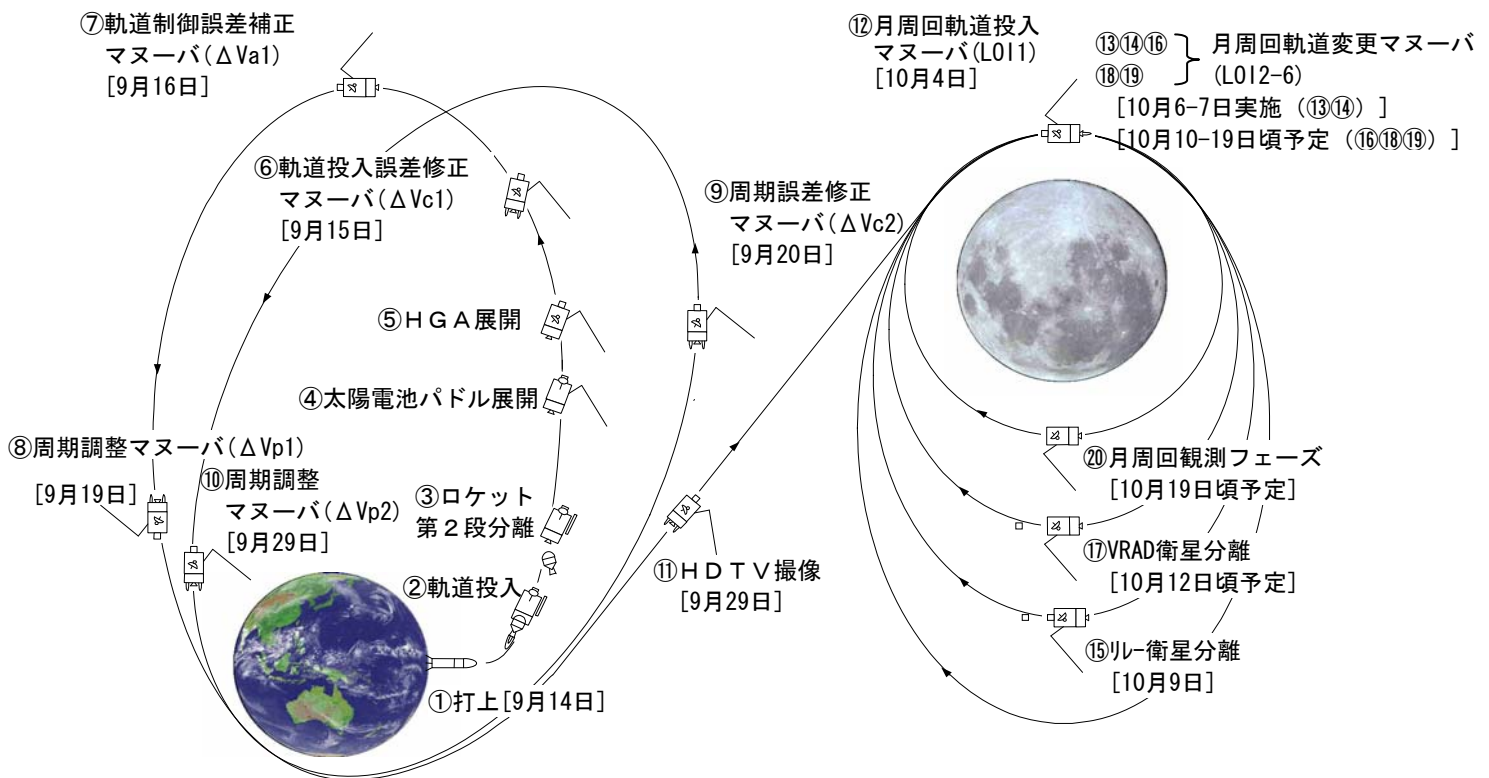 ⑦軌道制御誤差補正
マヌーバ(ΔVa1)
[9月16日]
⑥軌道投入誤差修正
マヌーバ(ΔVc1)
[9月15日]
⑤ＨＧＡ展開
④太陽電池パドル展開
⑧周期調整マヌーバ(ΔVp1)
[9月19日]
⑩周期調整
マヌーバ(ΔVp2)
[9月29日]
③ロケット
第２段分離
②軌道投入
①打上[9月14日]
⑨周期誤差修正
マヌーバ(ΔVc2)
[9月20日]
⑪ＨＤＴＶ撮像
[9月29日]
⑫月周回軌道投入
マヌーバ(LOI1)
[10月4日]
⑬⑭⑯
⑱⑲
月周回軌道変更マヌーバ
(LOI2-6)
[10月6-7日実施（⑬⑭）]
[10月10-19日頃予定（⑯⑱⑲）]
⑳月周回観測フェーズ
[10月19日頃予定]
⑰VRAD衛星分離
[10月12日頃予定]
⑮ﾘﾚｰ衛星分離
[10月9日]